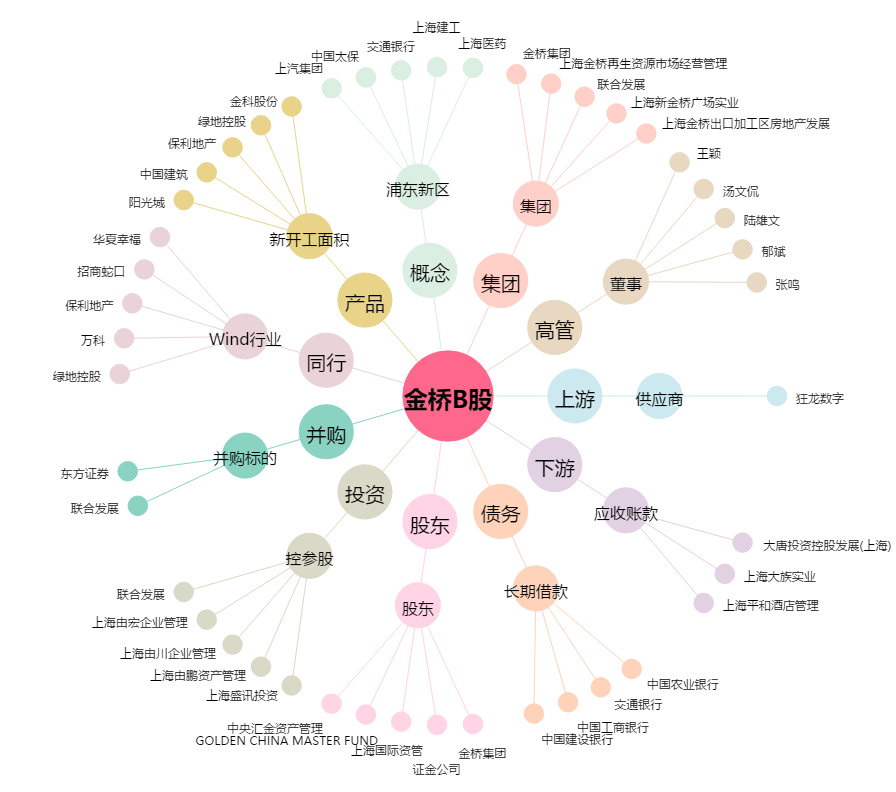 金桥B股
概念
浦东新区
上汽集团
中国太保
交通银行
上海建工
上海医药
集团
集团
金桥集团
上海金桥再生资源市场经营管理
联合发展
上海新金桥广场实业
上海金桥出口加工区房地产发展
高管
董事
王颖
汤文侃
陆雄文
郁斌
张鸣
上游
供应商
狂龙数字
下游
应收账款
大唐投资控股发展(上海)
上海大族实业
上海平和酒店管理
债务
长期借款
中国农业银行
交通银行
中国工商银行
中国建设银行
股东
股东
金桥集团
证金公司
上海国际资管
GOLDEN CHINA MASTER FUND
中央汇金资产管理
投资
控参股
联合发展
上海由宏企业管理
上海由川企业管理
上海由鹏资产管理
上海盛讯投资
并购
并购标的
东方证券
联合发展
同行
Wind行业
华夏幸福
招商蛇口
保利地产
万科
绿地控股
产品
新开工面积
金科股份
绿地控股
保利地产
中国建筑
阳光城